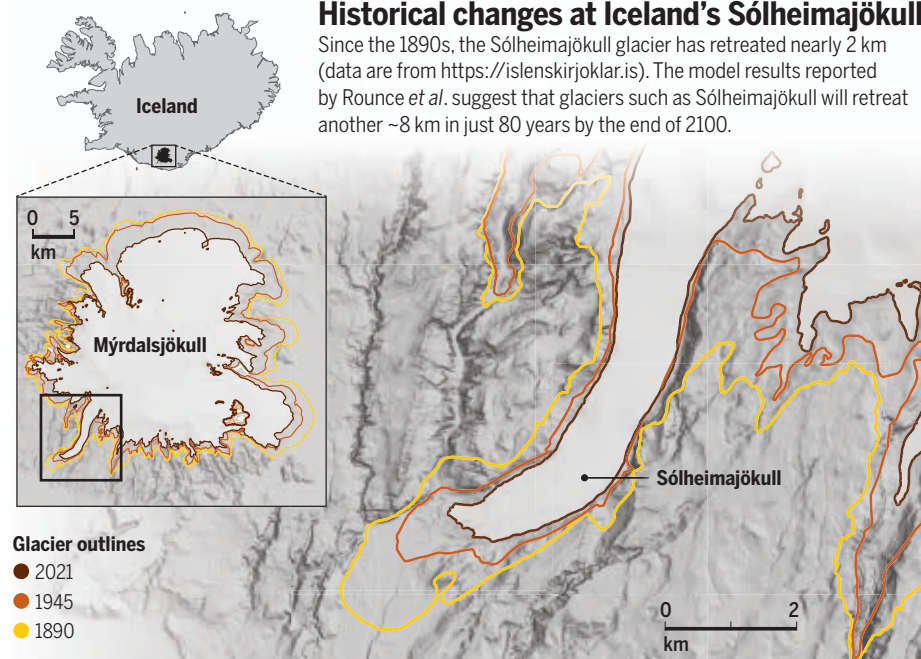 Historical changes at Iceland's Sólheimajökull
Since the 1890s, the Sólheimajökull glacier has retreated nearly 2 km
(data are from https://islenskirjoklar.is). The model results reported
by Rounce et al. suggest that glaciers such as Sólheimajökull will retreat
another ~8 km in just 80 years by the end of 2100.
Iceland
0 5
km
Mýrdalsjökull
Sólheimajökull
Glacier outlines
2021
1945
1890
0 2
km